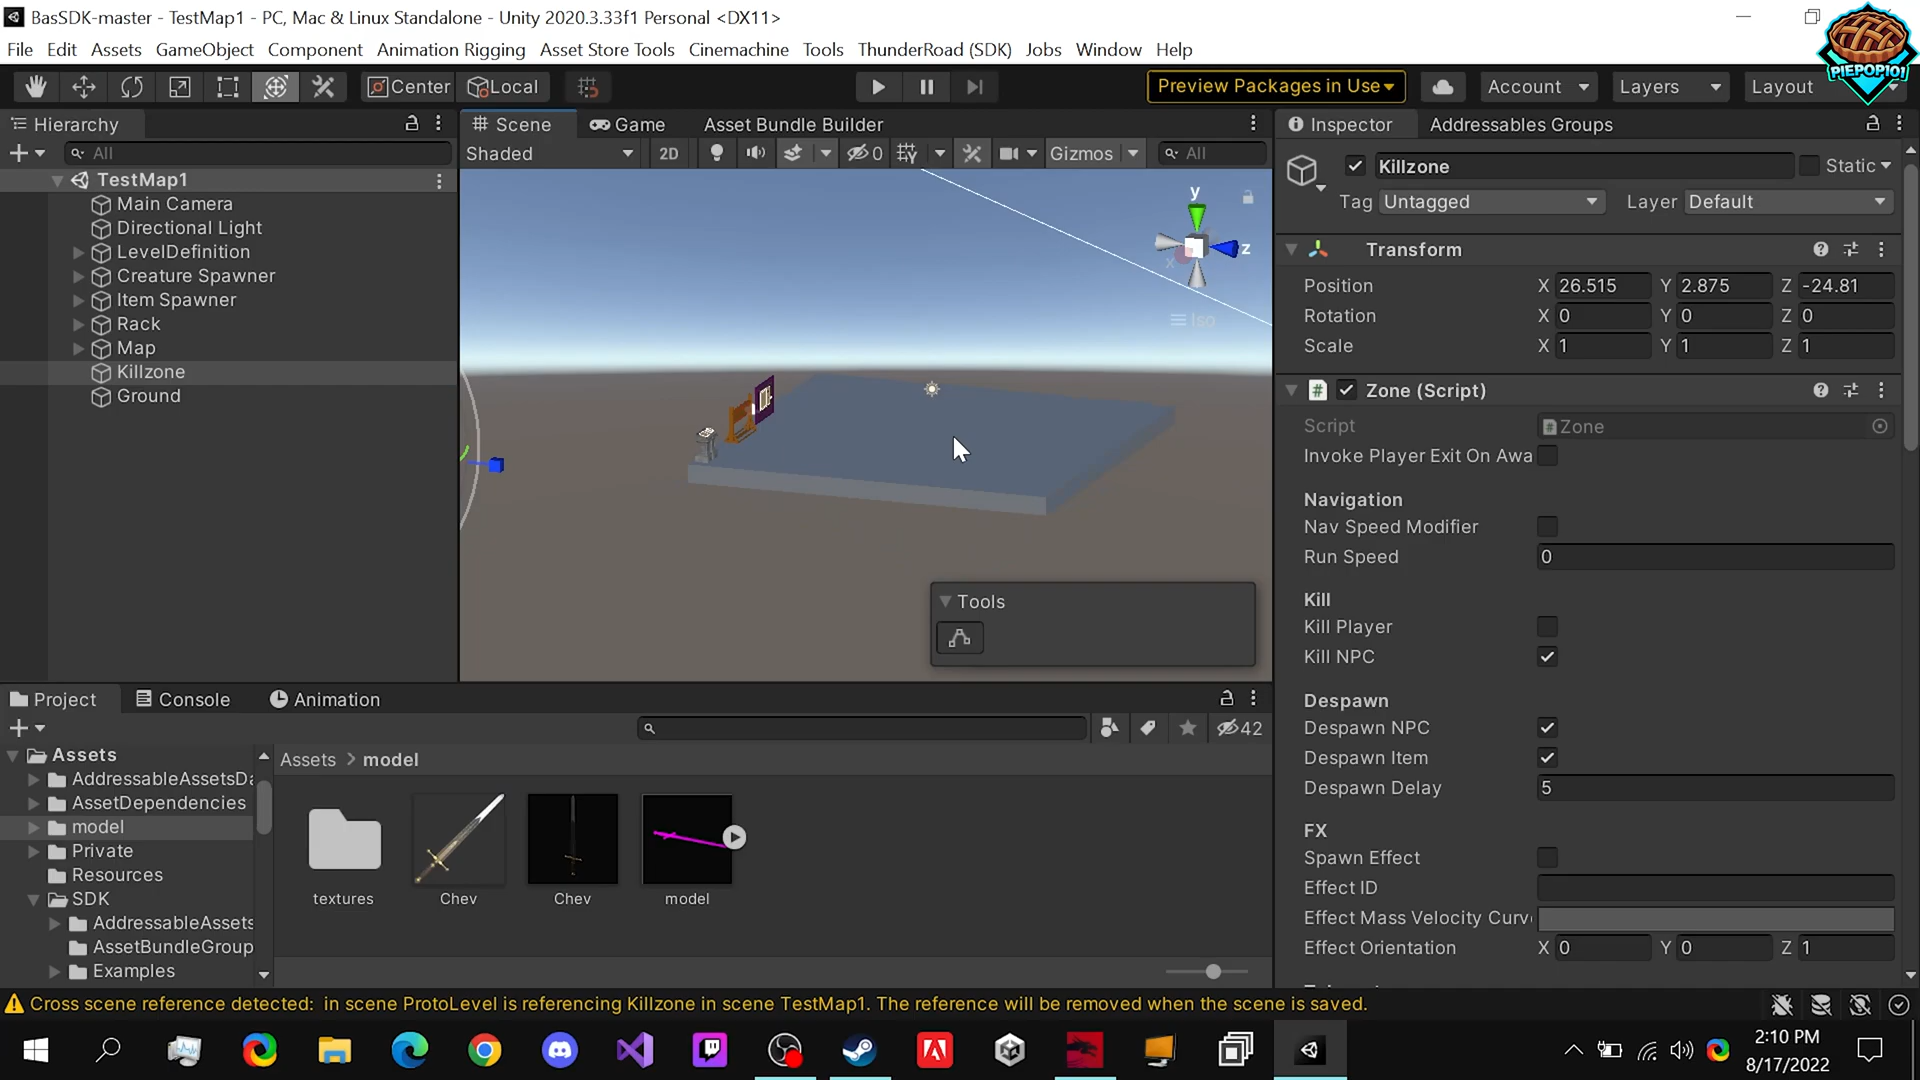 BasSDK-master - TestMap1 - PC, Mac & Linux Standalone - Unity 2020.3.33f1 Personal <DX11>
PIEPOPIO!
File Edit Assets GameObject Component Animation Rigging Asset Store Tools Cinemachine Tools ThunderRoad (SDK) Jobs Window Help
Center Local Preview Packages in Use Account Layers Layout
Hierarchy
All
TestMap1
Main Camera
Directional Light
LevelDefinition
Creature Spawner
Item Spawner
Rack
Map
Killzone
Ground
Scene Game Asset Bundle Builder
Shaded 2D 0 Gizmos All
y
z
x
Iso
Tools
Inspector Addressables Groups
Killzone Static
Tag Untagged Layer Default
Transform
Position X 26.515 Y 2.875 Z -24.81
Rotation X 0 Y 0 Z 0
Scale X 1 Y 1 Z 1
# Zone (Script)
Script # Zone
Invoke Player Exit On Awa
Navigation
Nav Speed Modifier
Run Speed 0
Kill
Kill Player
Kill NPC
Despawn
Despawn NPC
Despawn Item
Despawn Delay 5
FX
Spawn Effect
Effect ID
Effect Mass Velocity Curv
Effect Orientation X 0 Y 0 Z 1
Project Console Animation
42
Assets
AddressableAssetsDa
AssetDependencies
model
Private
Resources
SDK
AddressableAssets
AssetBundleGroup
Examples
Assets > model
textures Chev Chev model
Cross scene reference detected: in scene ProtoLevel is referencing Killzone in scene TestMap1. The reference will be removed when the scene is saved.
2:10 PM
8/17/2022